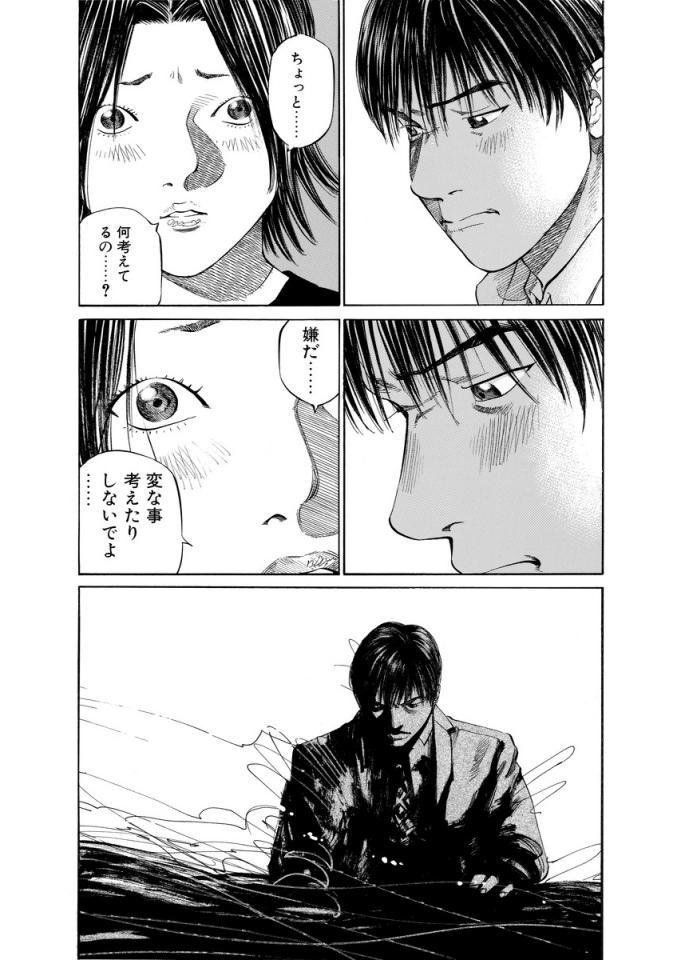 ちょっと……
何考えて
るの……？
嫌だ……
変な事
考えたり
しないでよ
……